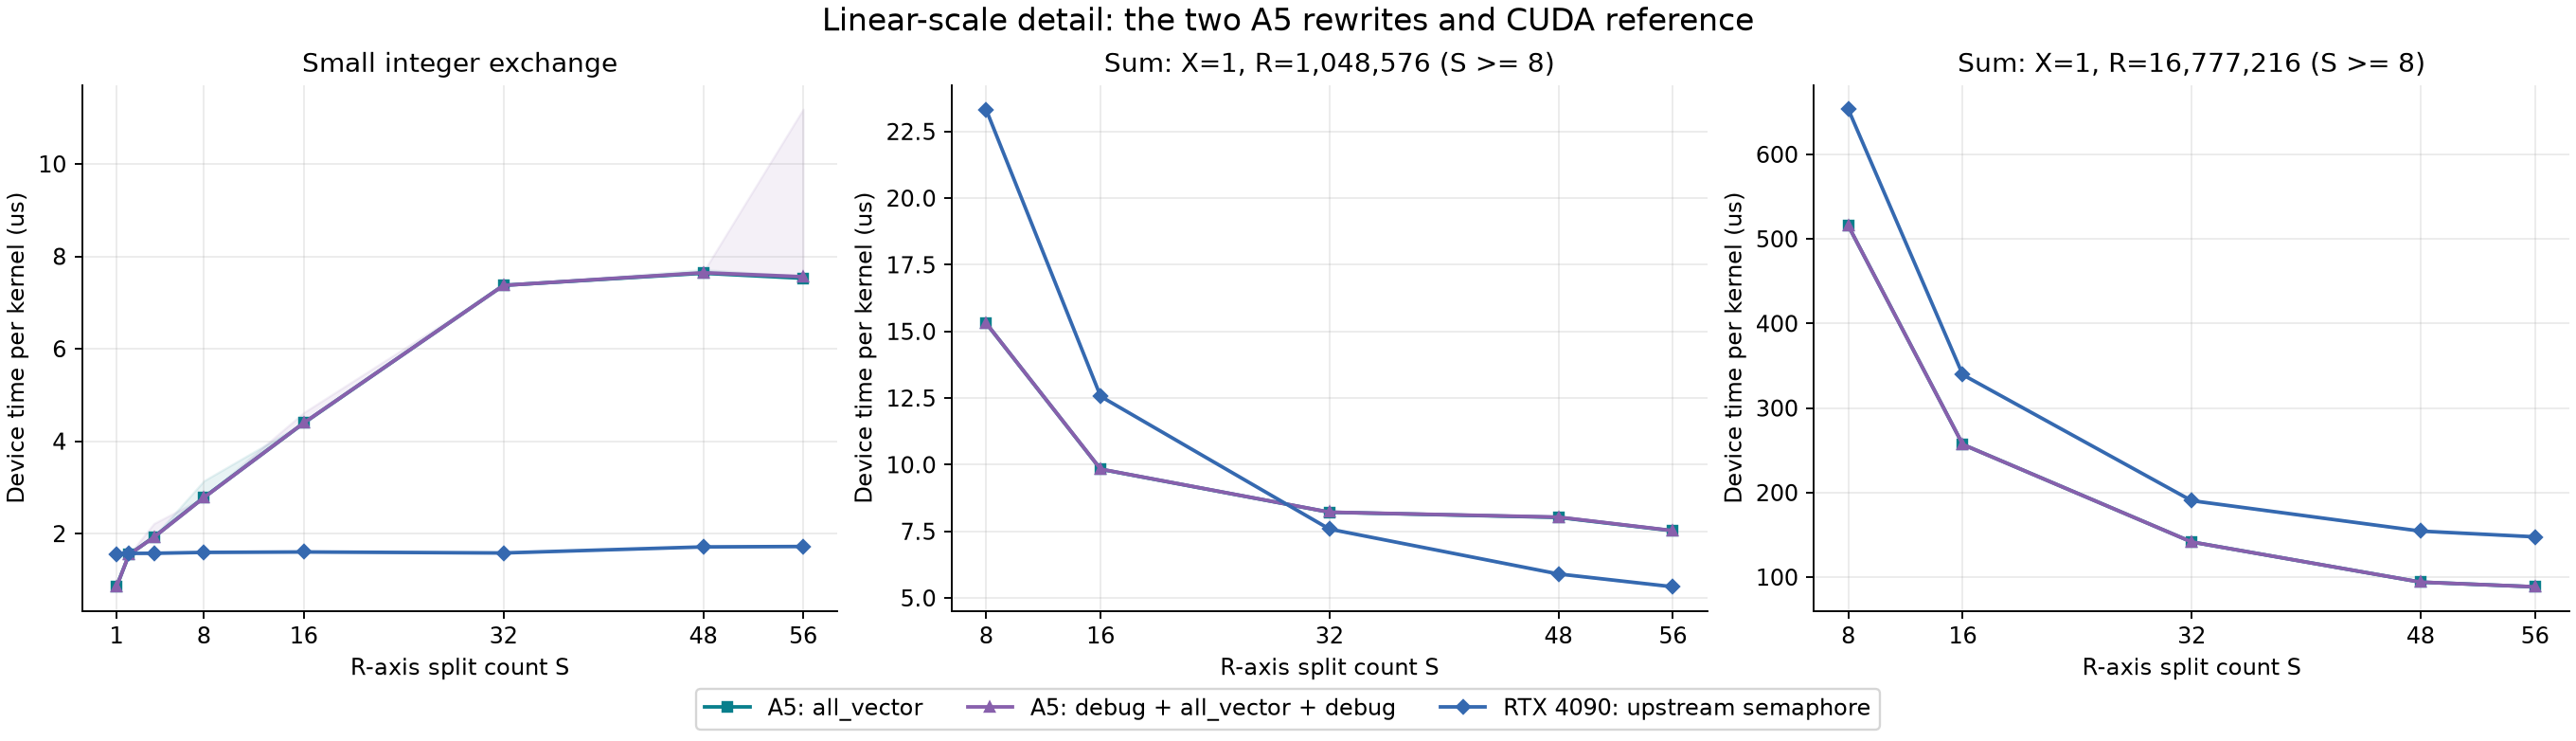 Linear-scale detail: the two A5 rewrites and CUDA reference
Small integer exchange
Device time per kernel (us)
10
8
6
4
2
1 8 16 32 48 56
R-axis split count S
Sum: X=1, R=1,048,576 (S >= 8)
Device time per kernel (us)
22.5
20.0
17.5
15.0
12.5
10.0
7.5
5.0
8 16 32 48 56
R-axis split count S
Sum: X=1, R=16,777,216 (S >= 8)
Device time per kernel (us)
600
500
400
300
200
100
8 16 32 48 56
R-axis split count S
A5: all_vector A5: debug + all_vector + debug RTX 4090: upstream semaphore